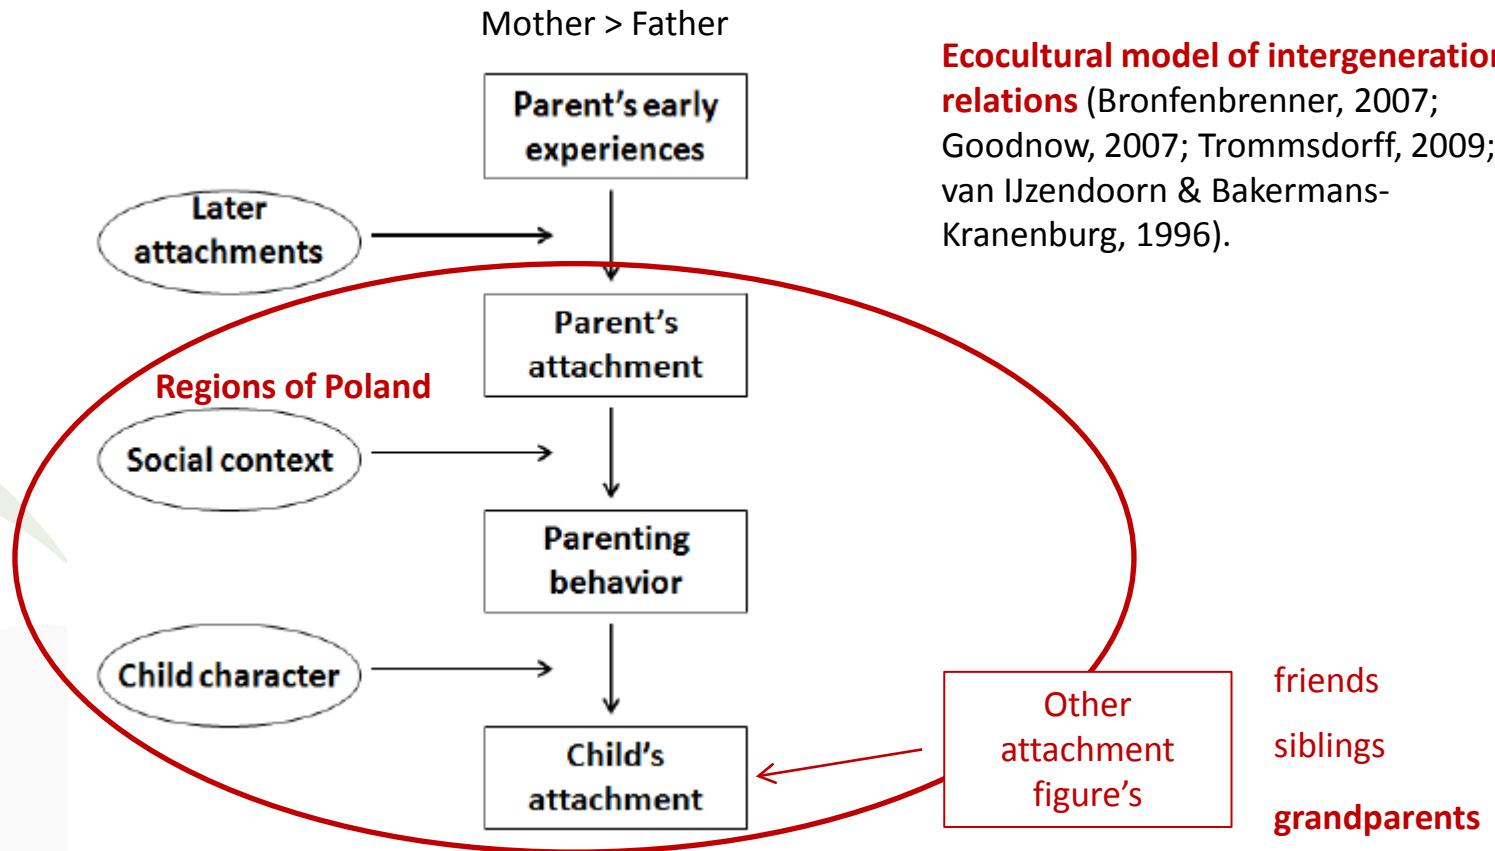 Mother > Father
Ecocultural model of intergeneration
relations (Bronfenbrenner, 2007;
Goodnow, 2007; Trommsdorff, 2009;
van IJzendoorn & Bakermans-
Kranenburg, 1996).
Parent's early
experiences
Later
attachments
Parent's
attachment
Regions of Poland
Social context
Parenting
behavior
Child character
Child's
attachment
Other
attachment
figure's
friends
siblings
grandparents